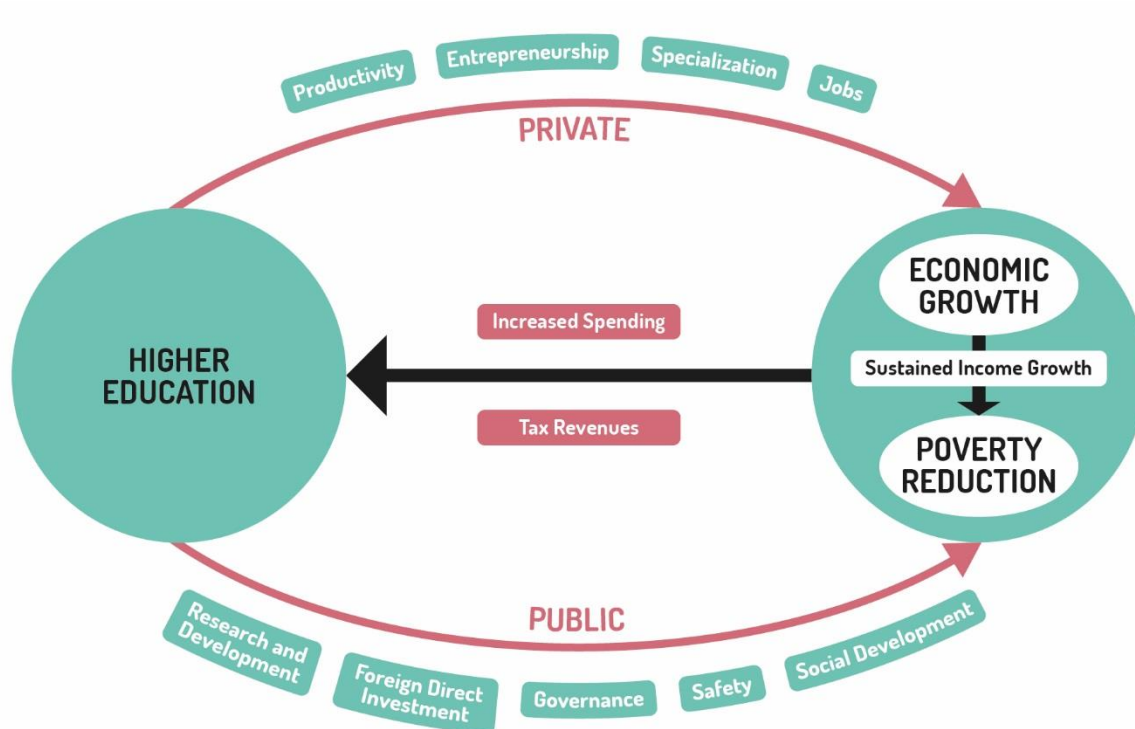 Productivity
Entrepreneurship
Specialization
Jobs
PRIVATE
HIGHER
EDUCATION
Increased Spending
Tax Revenues
ECONOMIC
GROWTH
Sustained Income Growth
POVERTY
REDUCTION
PUBLIC
Research and
Development
Foreign Direct
Investment
Governance
Safety
Social Development